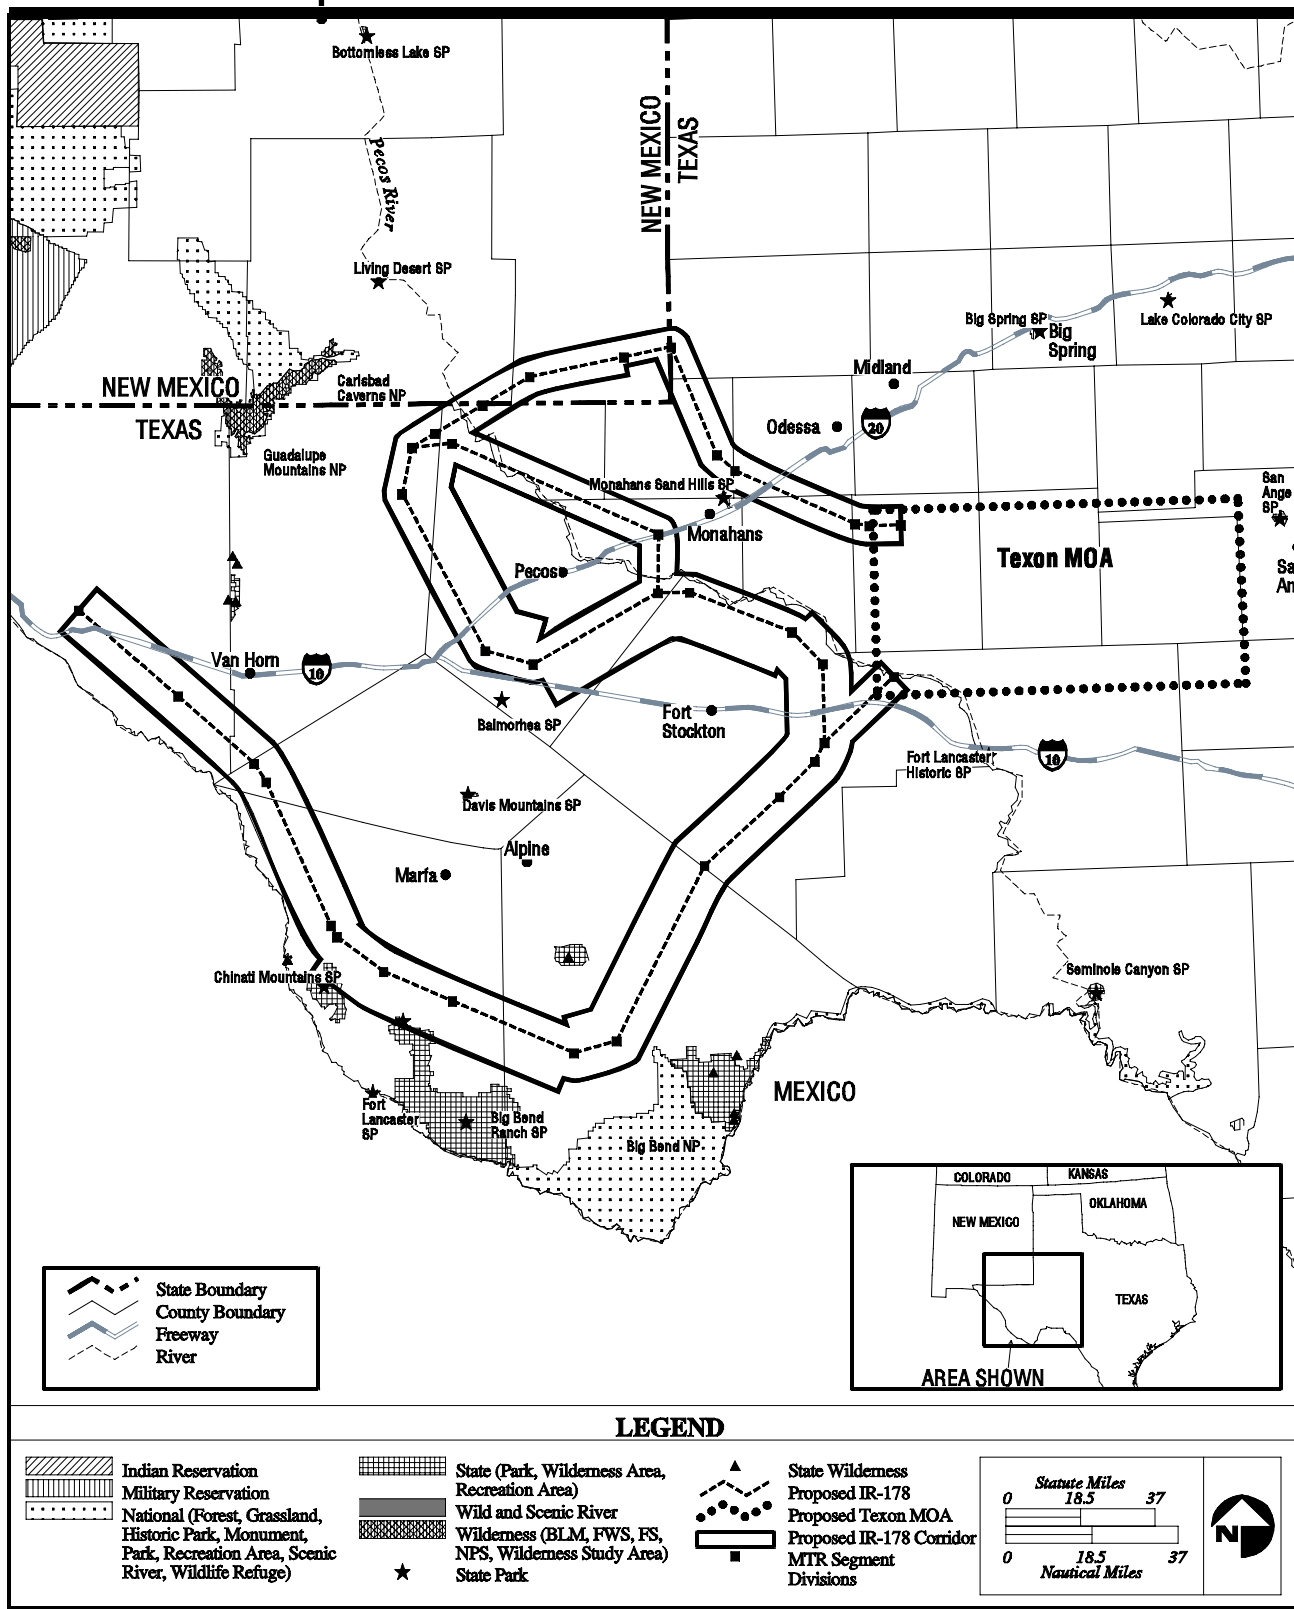 Bottomless Lake SP
NEW MEXICO
TEXAS
Pecos River
Living Desert SP
Big Spring SP
Big
Spring
Lake Colorado City SP
Midland
NEW MEXICO
TEXAS
Carlsbad
Caverns NP
Odessa
20
Guadalupe
Mountains NP
Monahans Sand Hills SP
San
Ange
SP
Monahans
Texon MOA
Sa
An
Pecos
Van Horn
10
Balmorhea SP
Fort
Stockton
Fort Lancaster
Historic SP
10
Davis Mountains SP
Alpine
Marfa
Chinati Mountains SP
Seminole Canyon SP
MEXICO
Fort
Lancaster
SP
Big Bend
Ranch SP
Big Bend NP
COLORADO
KANSAS
OKLAHOMA
NEW MEXICO
TEXAS
AREA SHOWN
State Boundary
County Boundary
Freeway
River
LEGEND
Indian Reservation
Military Reservation
National (Forest, Grassland,
Historic Park, Monument,
Park, Recreation Area, Scenic
River, Wildlife Refuge)
State (Park, Wilderness Area,
Recreation Area)
Wild and Scenic River
Wilderness (BLM, FWS, FS,
NPS, Wilderness Study Area)
State Park
State Wilderness
Proposed IR-178
Proposed Texon MOA
Proposed IR-178 Corridor
MTR Segment
Divisions
Statute Miles
0 18.5 37
0 18.5 37
Nautical Miles
N